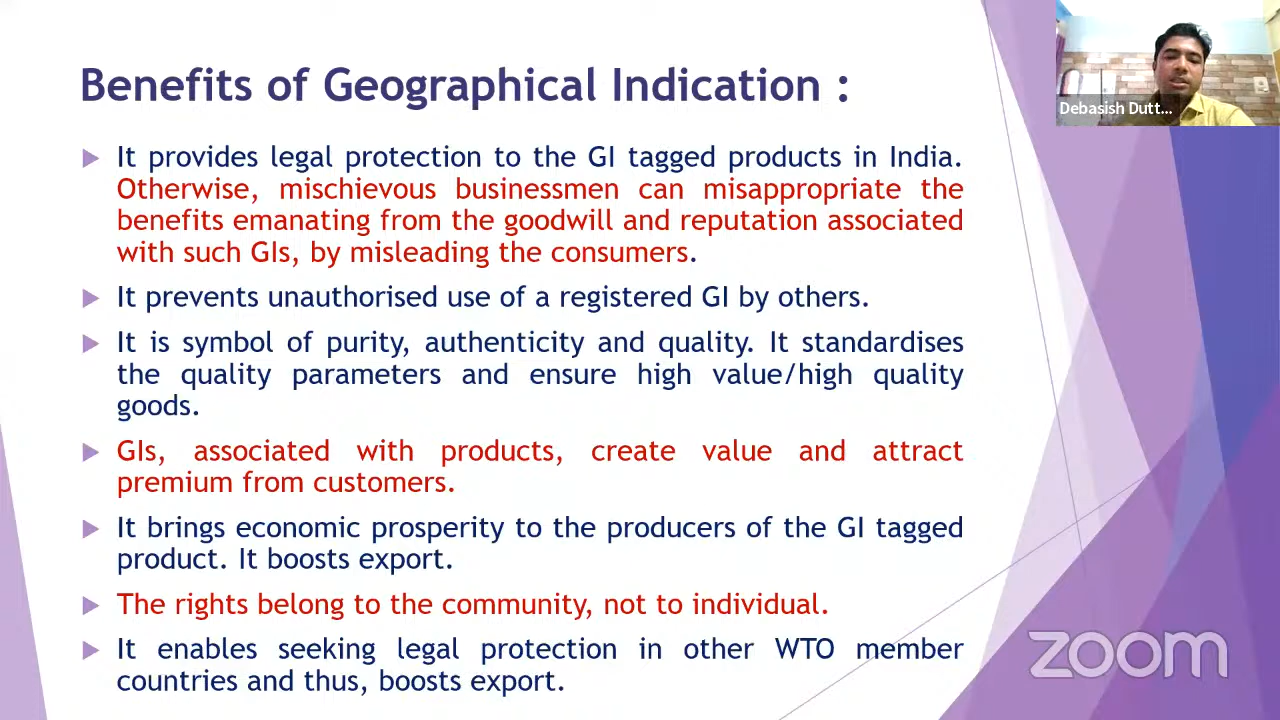 Benefits of Geographical Indication :
Debasish Dutt...
It provides legal protection to the GI tagged products in India.
Otherwise, mischievous businessmen can misappropriate the
benefits emanating from the goodwill and reputation associated
with such GIs, by misleading the consumers.
It prevents unauthorised use of a registered GI by others.
It is symbol of purity, authenticity and quality. It standardises
the quality parameters and ensure high value/high quality
goods.
GIs, associated with products, create value and attract
premium from customers.
It brings economic prosperity to the producers of the GI tagged
product. It boosts export.
The rights belong to the community, not to individual.
It enables seeking legal protection in other WTO member
countries and thus, boosts export.
zoom